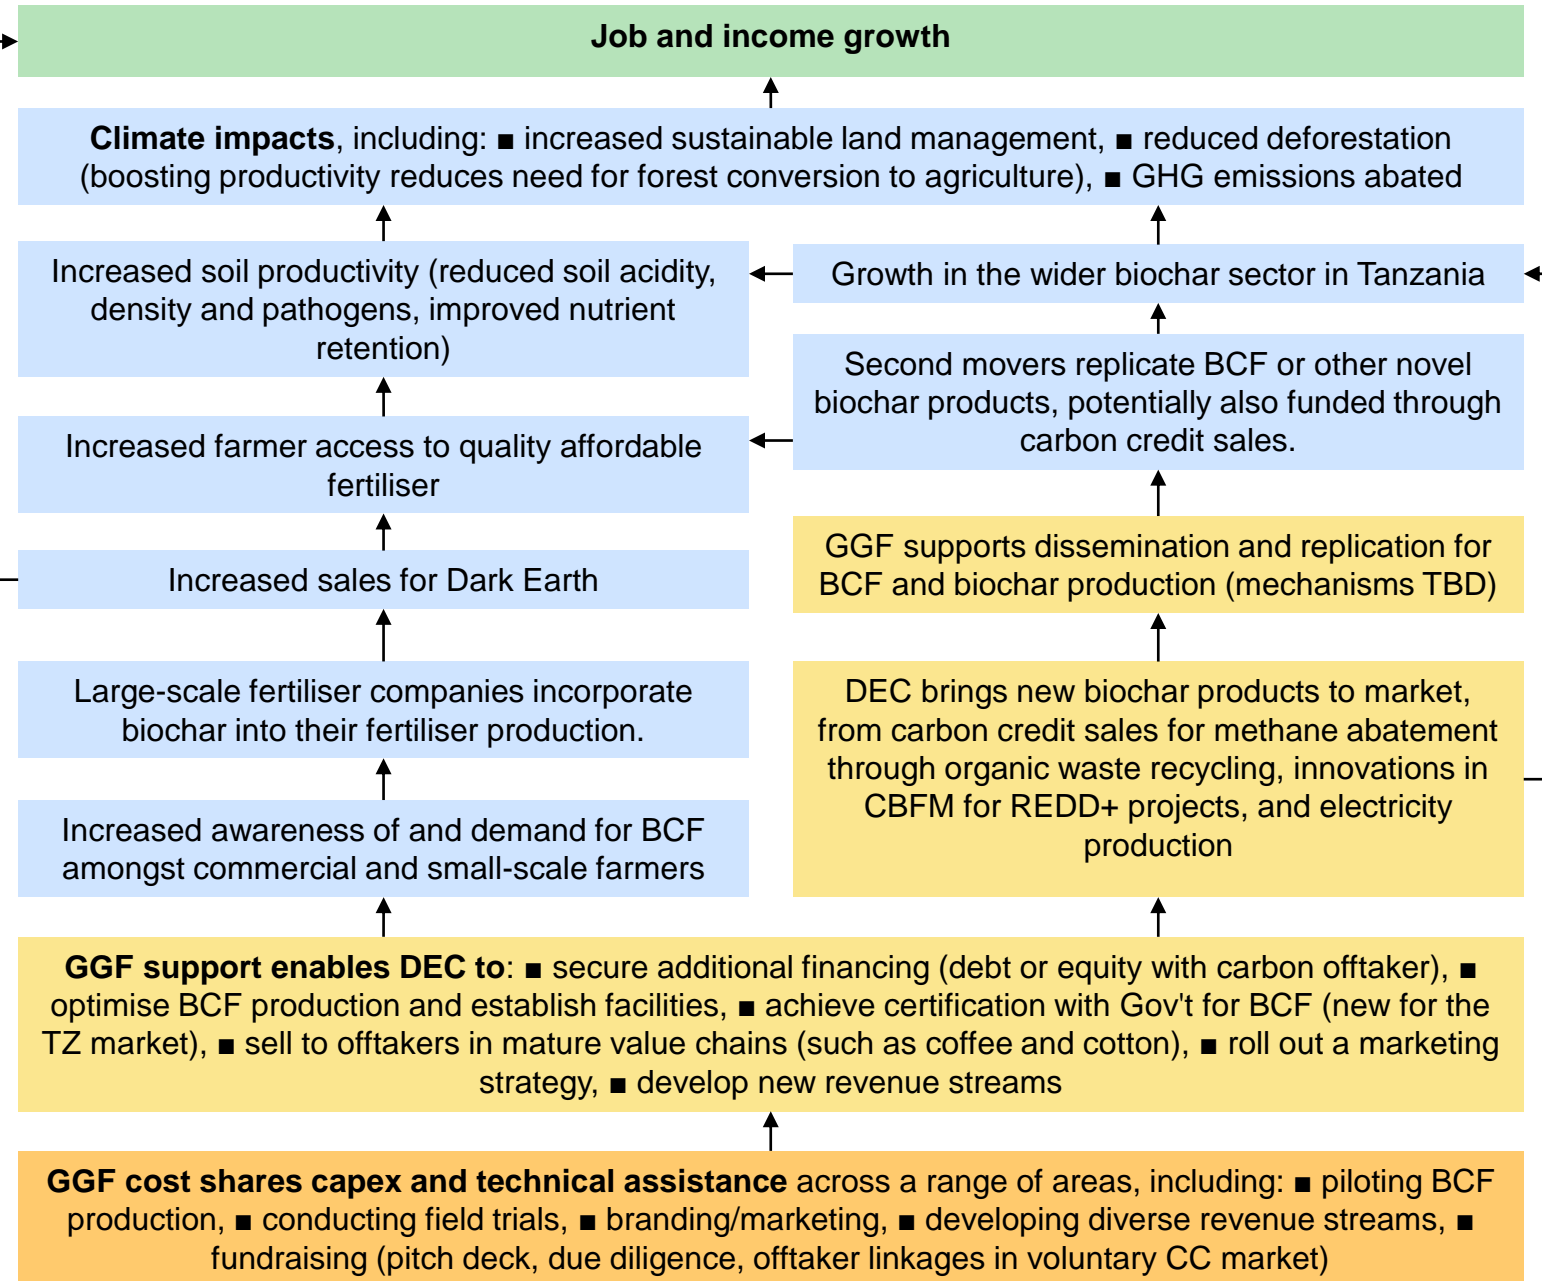 Job and income growth
Climate impacts, including: ■ increased sustainable land management, ■ reduced deforestation
(boosting productivity reduces need for forest conversion to agriculture), ■ GHG emissions abated
Increased soil productivity (reduced soil acidity,
density and pathogens, improved nutrient
retention)
Growth in the wider biochar sector in Tanzania
Second movers replicate BCF or other novel
biochar products, potentially also funded through
carbon credit sales.
Increased farmer access to quality affordable
fertiliser
GGF supports dissemination and replication for
BCF and biochar production (mechanisms TBD)
Increased sales for Dark Earth
Large-scale fertiliser companies incorporate
biochar into their fertiliser production.
DEC brings new biochar products to market,
from carbon credit sales for methane abatement
through organic waste recycling, innovations in
CBFM for REDD+ projects, and electricity
production
Increased awareness of and demand for BCF
amongst commercial and small-scale farmers
GGF support enables DEC to: ■ secure additional financing (debt or equity with carbon offtaker), ■
optimise BCF production and establish facilities, ■ achieve certification with Gov't for BCF (new for the
TZ market), ■ sell to offtakers in mature value chains (such as coffee and cotton), ■ roll out a marketing
strategy, ■ develop new revenue streams
GGF cost shares capex and technical assistance across a range of areas, including: ■ piloting BCF
production, ■ conducting field trials, ■ branding/marketing, ■ developing diverse revenue streams, ■
fundraising (pitch deck, due diligence, offtaker linkages in voluntary CC market)